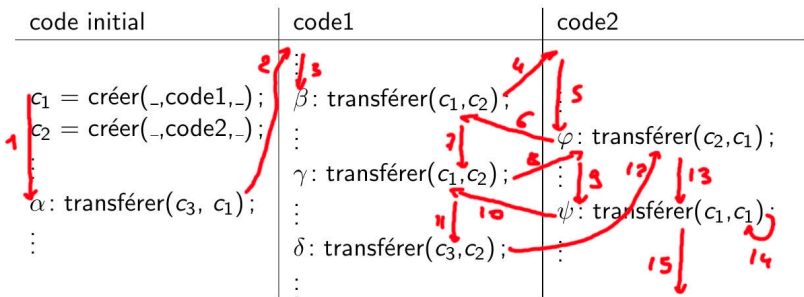 code initial
code1
code2
c₁ = créer(_,code1,_) ;
c₂ = créer(_,code2,_) ;
⋮
α: transférer(c₃, c₁) ;
⋮
⋮
β: transférer(c₁,c₂) ;
⋮
γ: transférer(c₁,c₂) ;
⋮
δ: transférer(c₃,c₂) ;
⋮
⋮
φ: transférer(c₂,c₁) ;
⋮
ψ: transférer(c₁,c₁) ;
⋮
1
2
3
4
5
6
7
8
9
10
11
12
13
14
15